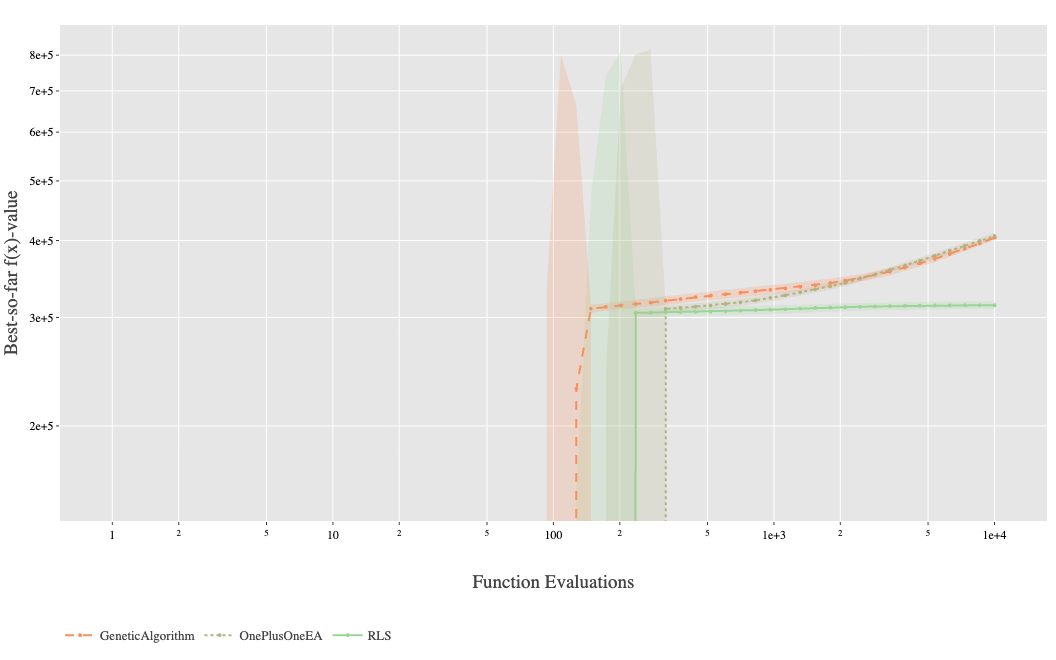 8e+5
7e+5
6e+5
5e+5
4e+5
3e+5
2e+5
Best-so-far f(x)-value
1 2 5 10 2 5 100 2 5 1e+3 2 5 1e+4
Function Evaluations
GeneticAlgorithm OnePlusOneEA RLS